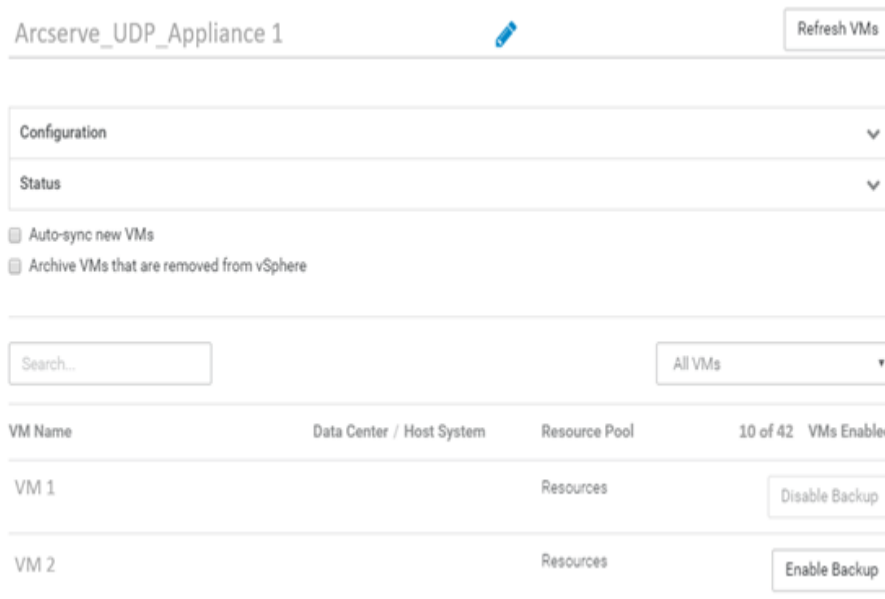 Arcserve_UDP_Appliance 1
Refresh VMs
Configuration
Status
Auto-sync new VMs
Archive VMs that are removed from vSphere
Search...
All VMs
VM Name Data Center / Host System Resource Pool 10 of 42 VMs Enabled
VM 1 Resources Disable Backup
VM 2 Resources Enable Backup